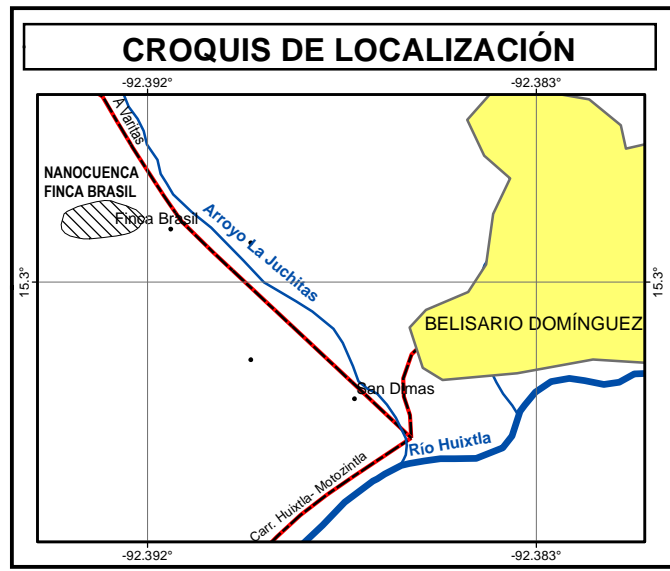 CROQUIS DE LOCALIZACIÓN
-92.392°
-92.383°
A Varitas
NANOCUENCA
FINCA BRASIL
Finca Brasil
Arroyo La Juchitas
15.3°
15.3°
BELISARIO DOMÍNGUEZ
San Dimas
Río Huixtla
Carr. Huixtla- Motozintla
-92.392°
-92.383°